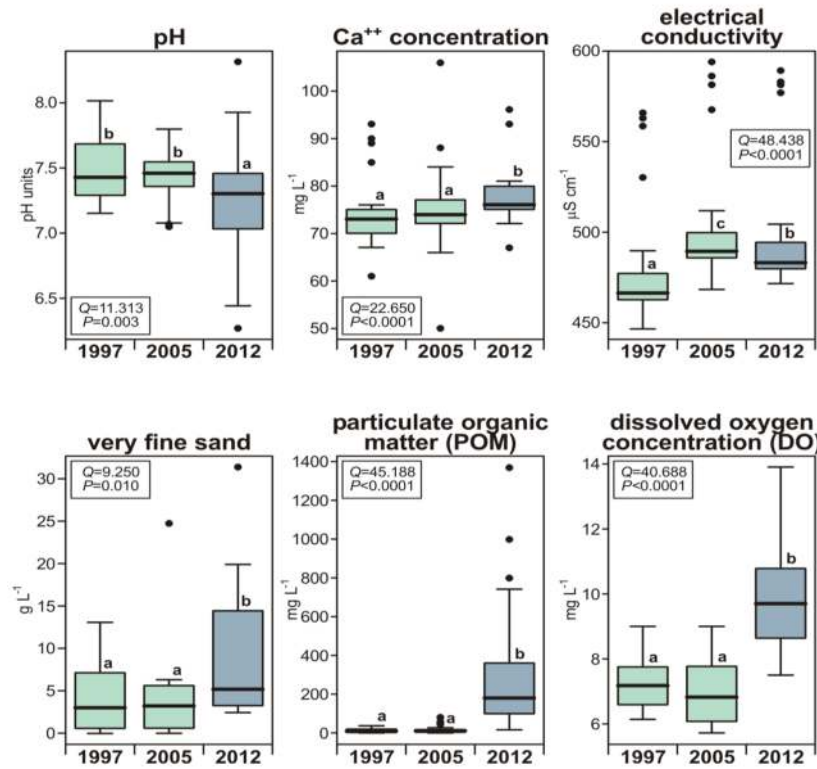 pH
pH units
8.0
7.5
7.0
6.5
b
b
a
Q=11.313
P=0.003
1997 2005 2012
Ca⁺⁺ concentration
mg L⁻¹
100
90
80
70
60
50
a
a
b
Q=22.650
P<0.0001
1997 2005 2012
electrical
conductivity
µS cm⁻¹
600
550
500
450
a
c
b
Q=48.438
P<0.0001
1997 2005 2012
very fine sand
g L⁻¹
30
25
20
15
10
5
0
Q=9.250
P=0.010
a
a
b
1997 2005 2012
particulate organic
matter (POM)
mg L⁻¹
1400
1200
1000
800
600
400
200
0
Q=45.188
P<0.0001
a
a
b
1997 2005 2012
dissolved oxygen
concentration (DO)
mg L⁻¹
14
12
10
8
6
Q=40.688
P<0.0001
a
a
b
1997 2005 2012